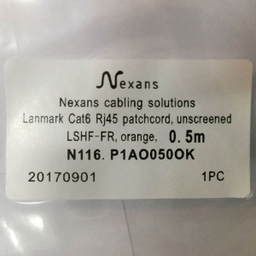 Nexans
Nexans cabling solutions
Lanmark Cat6 Rj45 patchcord, unscreened
LSHF-FR, orange, 0.5m
N116. P1AO050OK
20170901 1PC